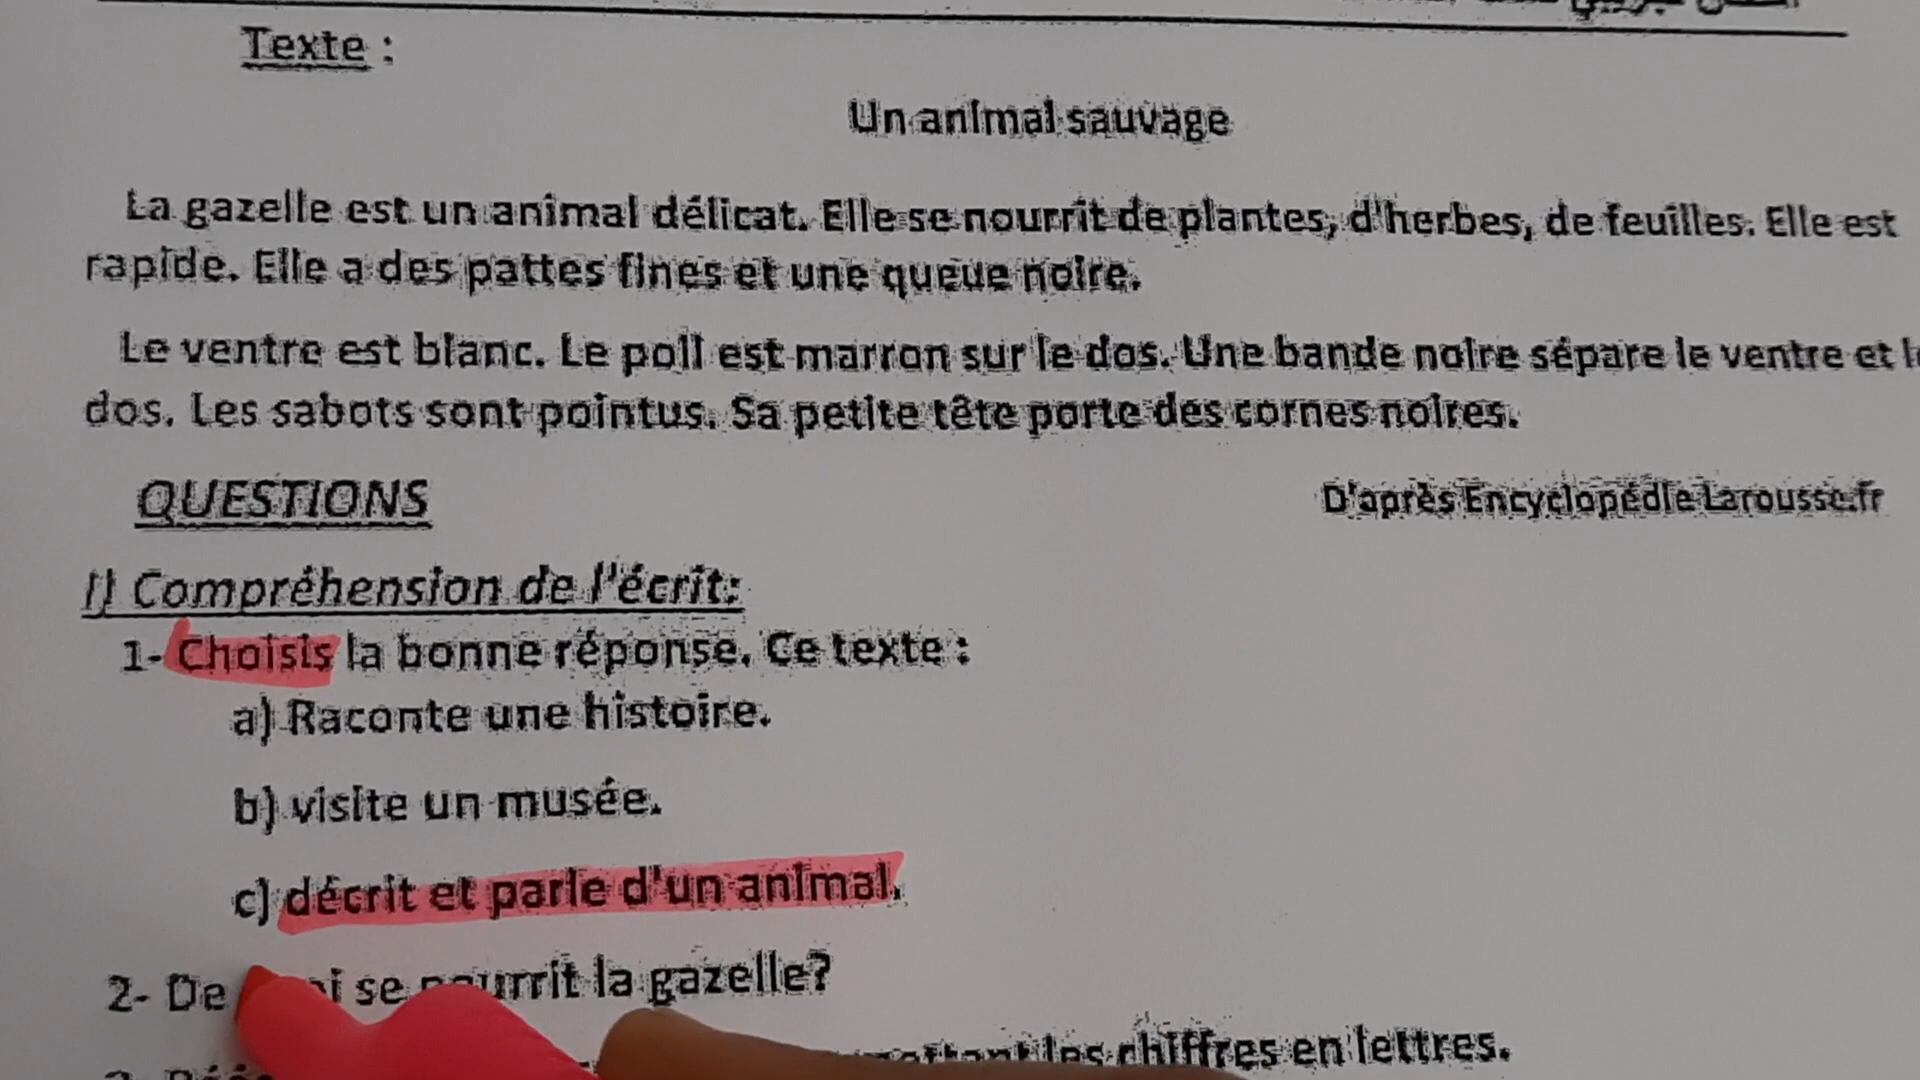 Texte :
Un animal sauvage
La gazelle est un animal délicat. Elle se nourrit de plantes, d'herbes, de feuilles. Elle est
rapide. Elle a des pattes fines et une queue noire.
Le ventre est blanc. Le poil est marron sur le dos. Une bande noire sépare le ventre et
dos. Les sabots sont pointus. Sa petite tête porte des cornes noires.
QUESTIONS
D'après Encyclopédie Larousse.fr
I) Compréhension de l'écrit:
1- Choisis la bonne réponse. Ce texte :
a) Raconte une histoire.
b) visite un musée.
c) décrit et parle d'un animal.
2- De se nourrit la gazelle?
les chiffres en lettres.